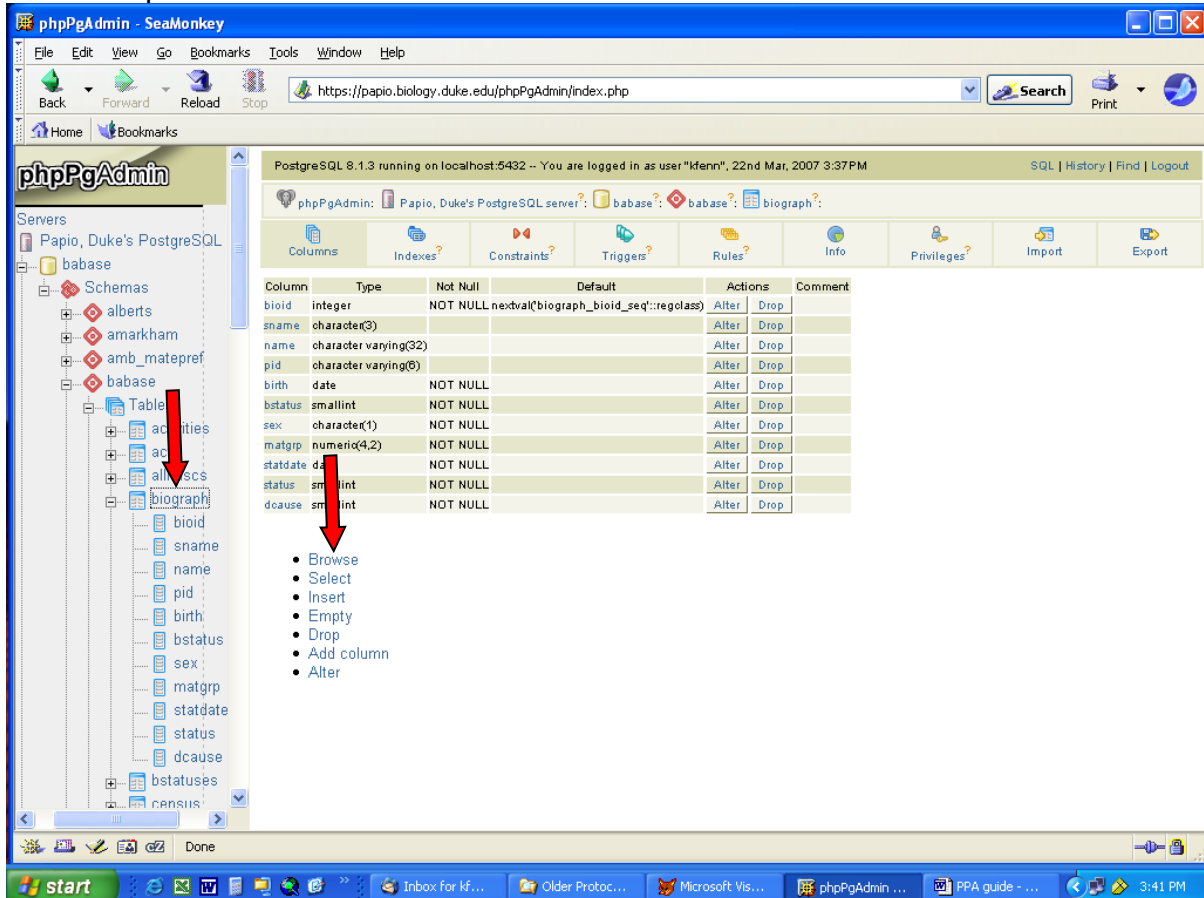 phpPgAdmin - SeaMonkey
File Edit View Go Bookmarks Tools Window Help
Back Forward Reload Stop https://papio.biology.duke.edu/phpPgAdmin/index.php Search Print
Home Bookmarks
phpPgAdmin
Servers
Papio, Duke's PostgreSQL
babase
Schemas
alberts
amarkham
amb_matepref
babase
Table
biograph
bioid
sname
name
pid
birth
bstatus
sex
matgrp
statdate
status
dcause
bstatuses
census
PostgreSQL 8.1.3 running on localhost:5432 -- You are logged in as user "kfenn", 22nd Mar, 2007 3:37PM SQL | History | Find | Logout
phpPgAdmin: Papio, Duke's PostgreSQL server?: babase?: babase?: biograph?:
Columns Indexes? Constraints? Triggers? Rules? Info Privileges? Import Export
Column Type Not Null Default Actions Comment
bioid integer NOT NULL nextval('biograph_bioid_seq'::regclass) Alter Drop
sname character(3) Alter Drop
name character varying(32) Alter Drop
pid character varying(6) Alter Drop
birth date NOT NULL Alter Drop
bstatus smallint NOT NULL Alter Drop
sex character(1) NOT NULL Alter Drop
matgrp numeric(4,2) NOT NULL Alter Drop
statdate NOT NULL Alter Drop
status smallint NOT NULL Alter Drop
dcause smallint NOT NULL Alter Drop
• Browse
• Select
• Insert
• Empty
• Drop
• Add column
• Alter
Done
start Inbox for kf... Older Protoc... Microsoft Vis... phpPgAdmin ... PPA guide - ... 3:41 PM